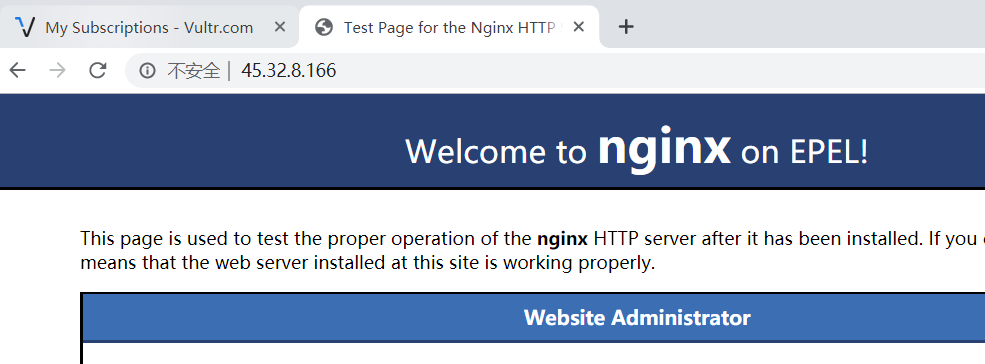 My Subscriptions - Vultr.com
Test Page for the Nginx HTTP
不安全 | 45.32.8.166
Welcome to nginx on EPEL!
This page is used to test the proper operation of the nginx HTTP server after it has been installed. If you
means that the web server installed at this site is working properly.
Website Administrator